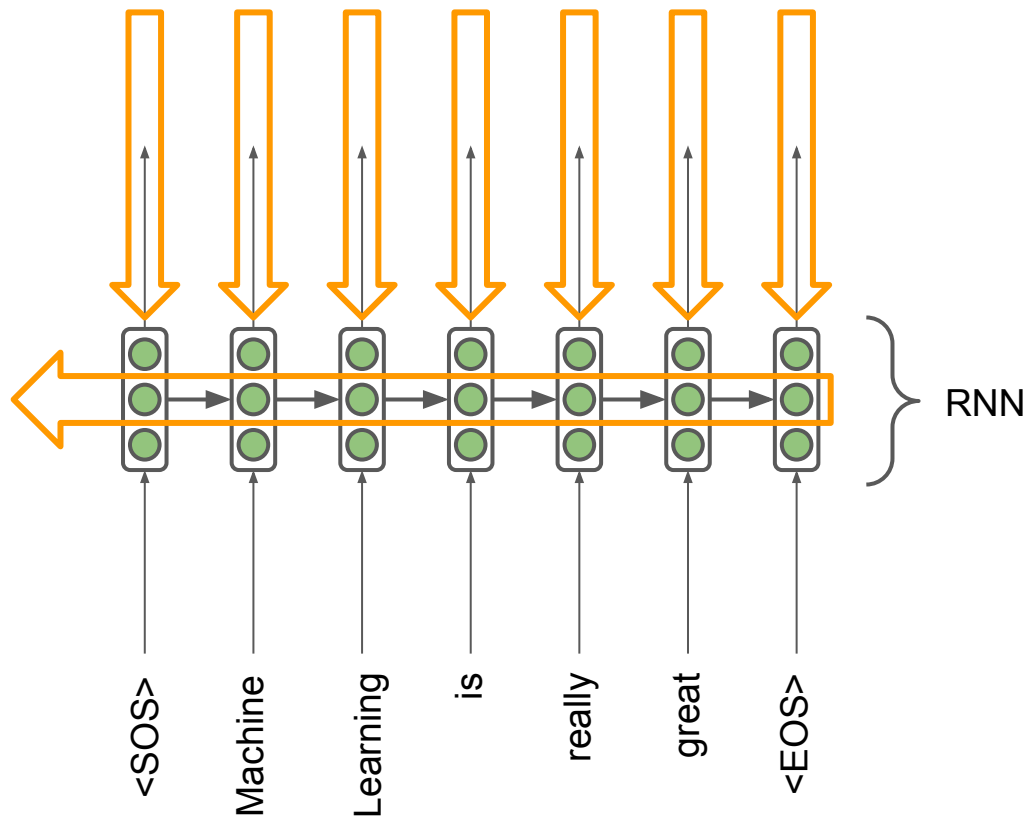 RNN
<SOS>
Machine
Learning
is
really
great
<EOS>